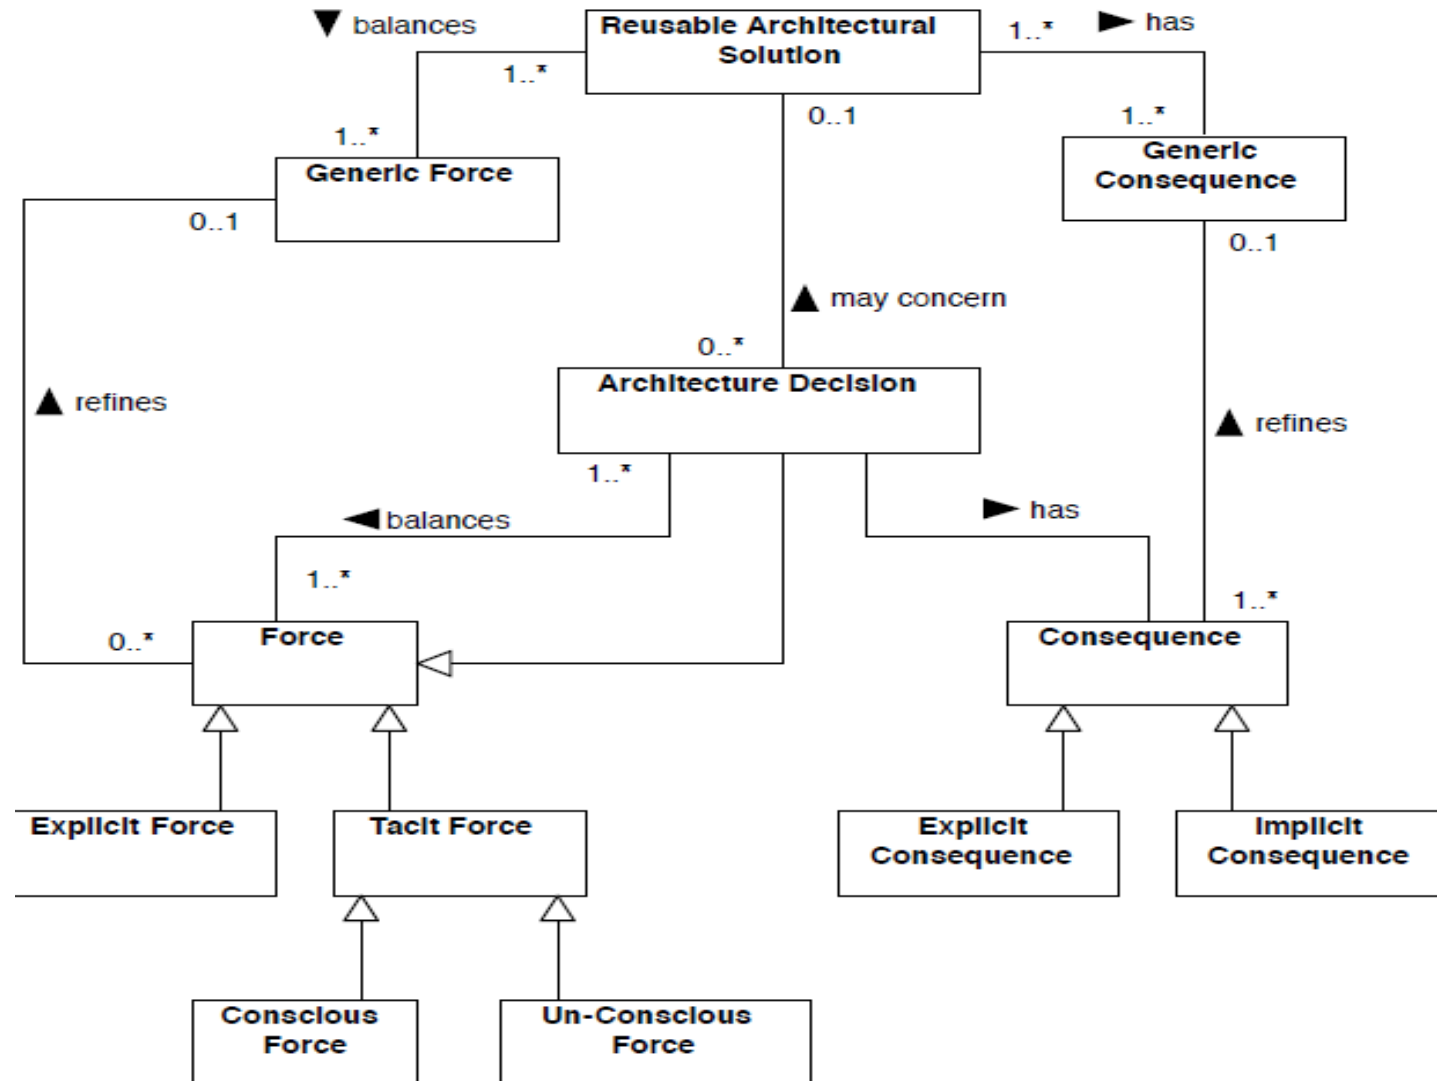 ▼ balances
Reusable Architectural
Solution
1..*
► has
1..*
1..*
0..1
1..*
Generic Force
Generic
Consequence
0..1
0..1
▲ may concern
0..*
Architecture Decision
▲ refines
▲ refines
1..*
◄ balances
► has
1..*
1..*
0..*
Force
Consequence
Explicit Force
Tacit Force
Explicit
Consequence
Implicit
Consequence
Conscious
Force
Un-Conscious
Force